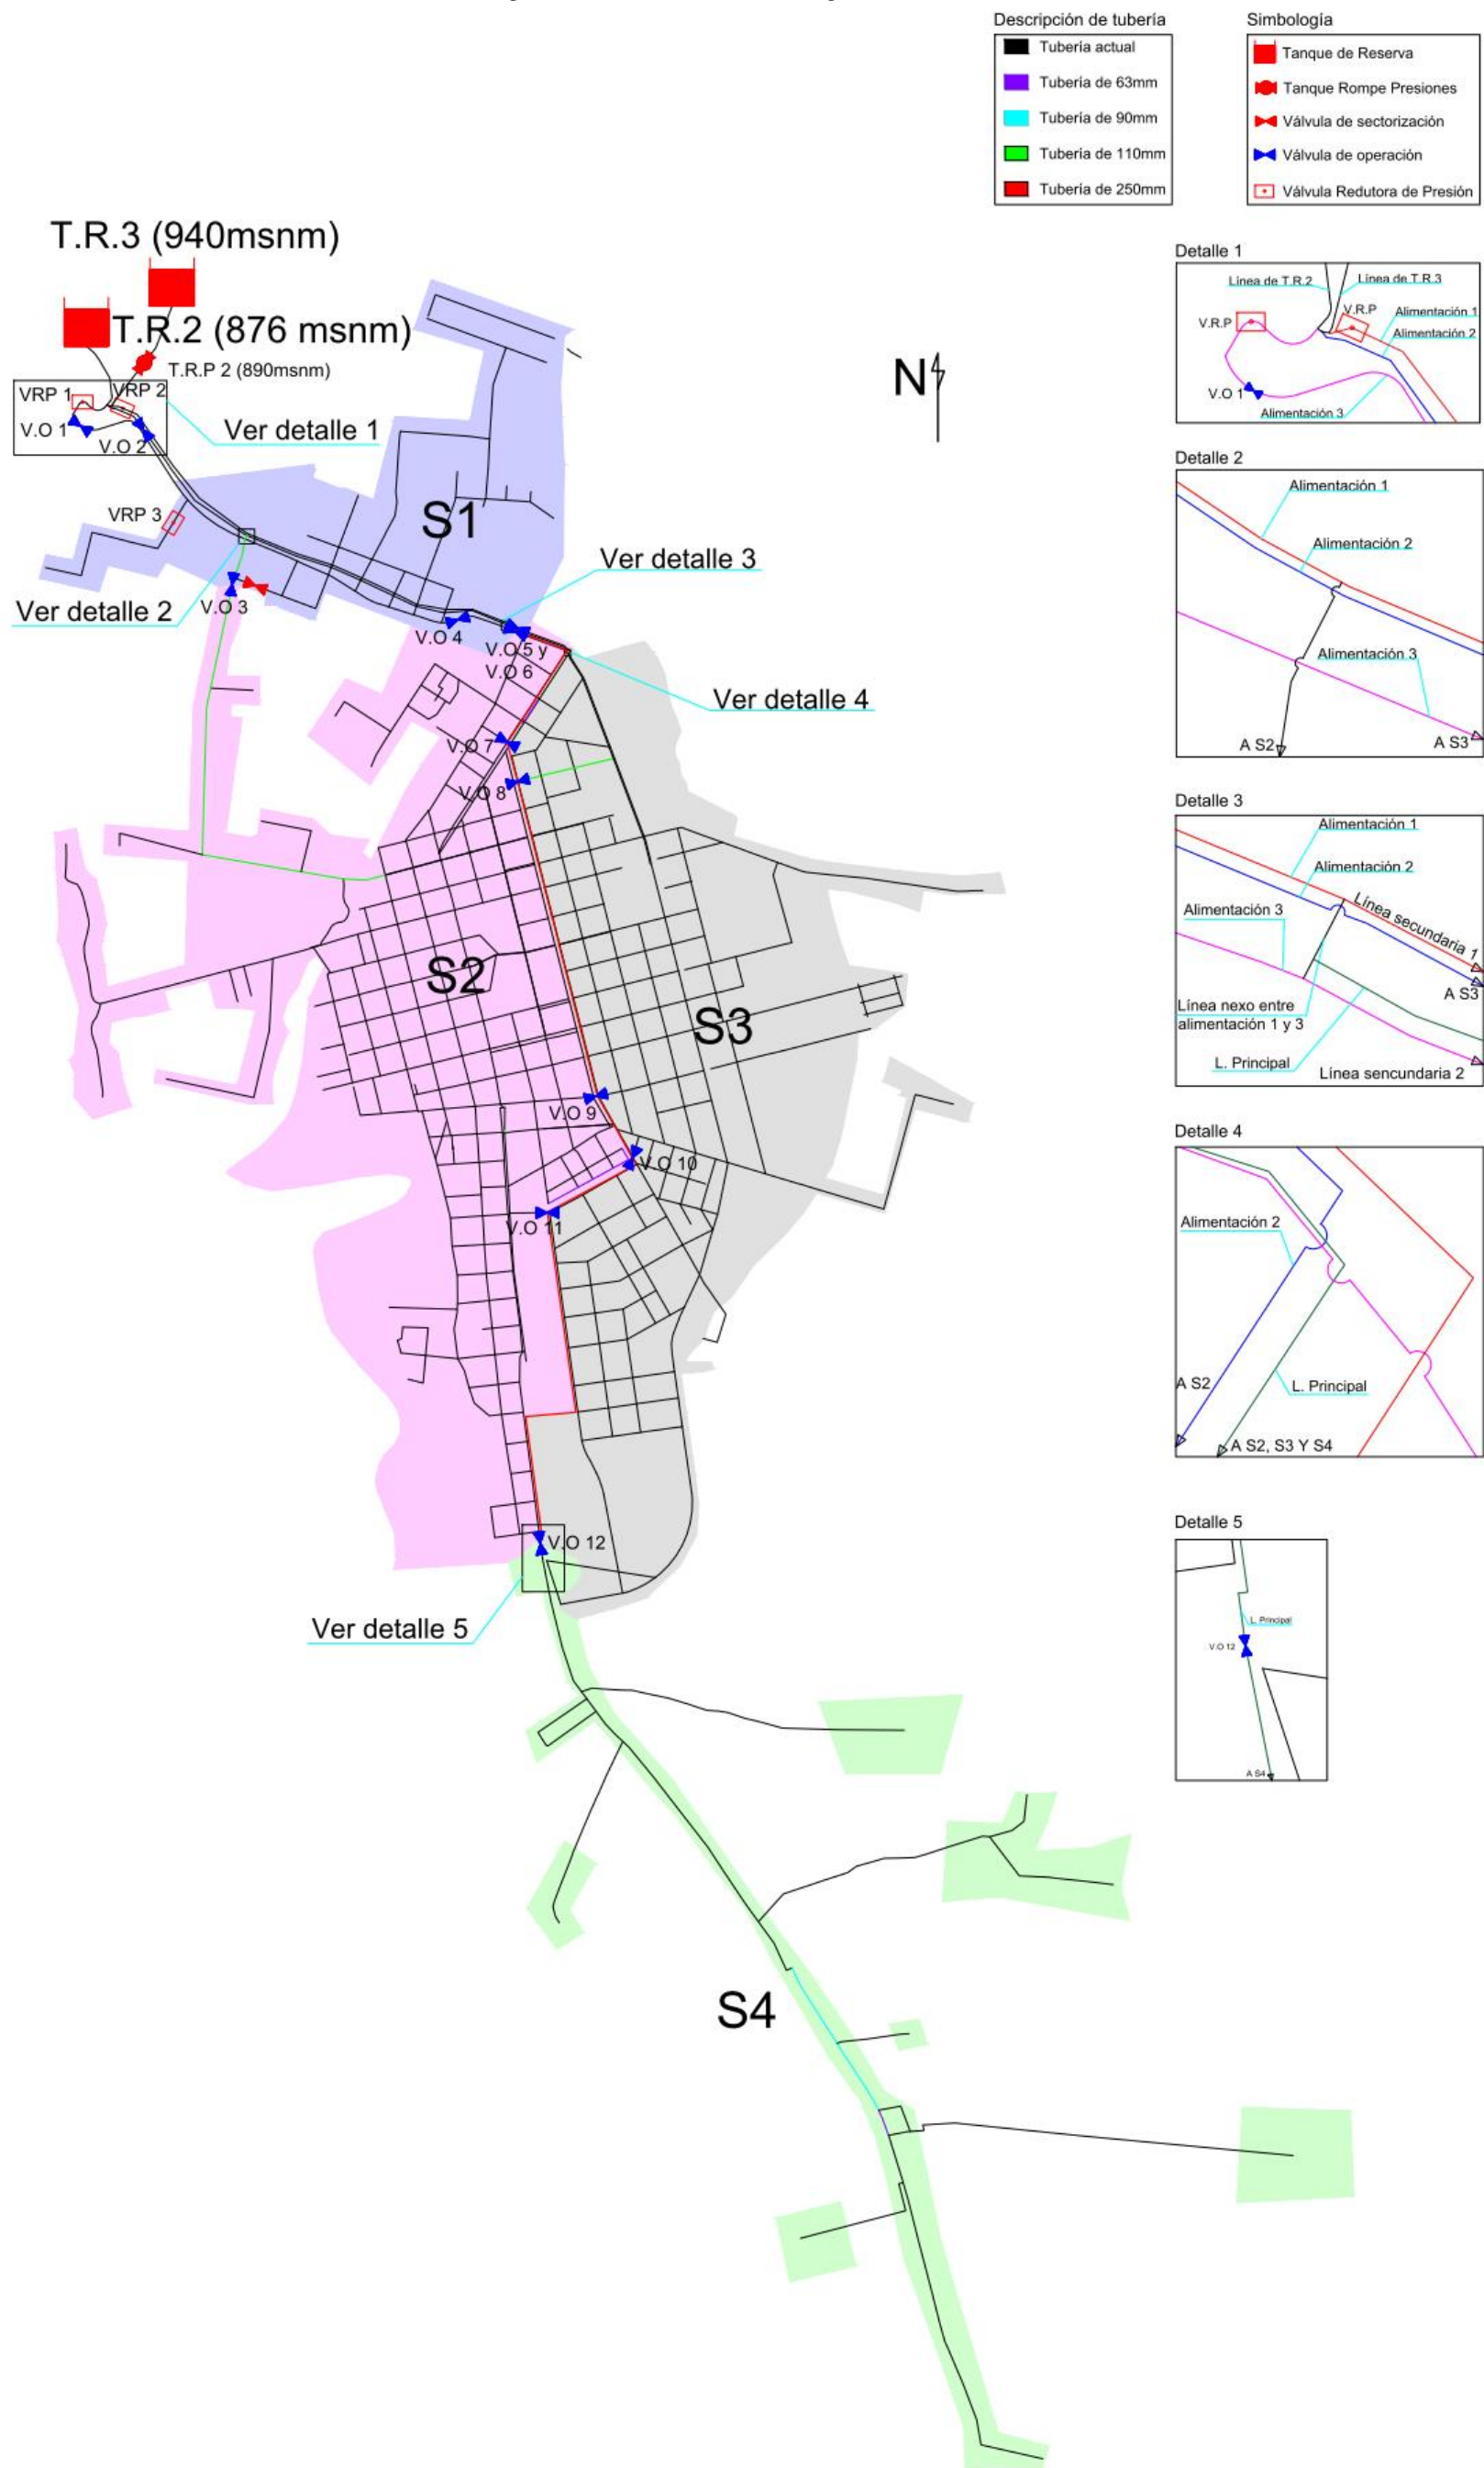 Descripción de tubería
Tubería actual
Tubería de 63mm
Tubería de 90mm
Tubería de 110mm
Tubería de 250mm
Simbología
Tanque de Reserva
Tanque Rompe Presiones
Válvula de sectorización
Válvula de operación
Válvula Redutora de Presión
T.R.3 (940msnm)
T.R.2 (876 msnm)
T.R.P 2 (890msnm)
VRP 1
VRP 2
V.O 1
V.O 2
Ver detalle 1
N
VRP 3
S1
Ver detalle 3
Ver detalle 2
V.O 3
V.O 4
V.O 5 y
V.O 6
Ver detalle 4
V.O 7
V.O 8
S2
S3
V.O 9
V.O 10
V.O 11
V.O 12
Ver detalle 5
S4
Detalle 1
Línea de T.R.2
Línea de T.R.3
V.R.P
V.R.P
Alimentación 1
Alimentación 2
V.O 1
Alimentación 3
Detalle 2
Alimentación 1
Alimentación 2
Alimentación 3
A S2
A S3
Detalle 3
Alimentación 1
Alimentación 2
Alimentación 3
Línea secundaria 1
A S3
Línea nexo entre
alimentación 1 y 3
L. Principal
Línea sencundaria 2
Detalle 4
Alimentación 2
A S2
L. Principal
A S2, S3 Y S4
Detalle 5
L. Principal
V.O 12
A S4